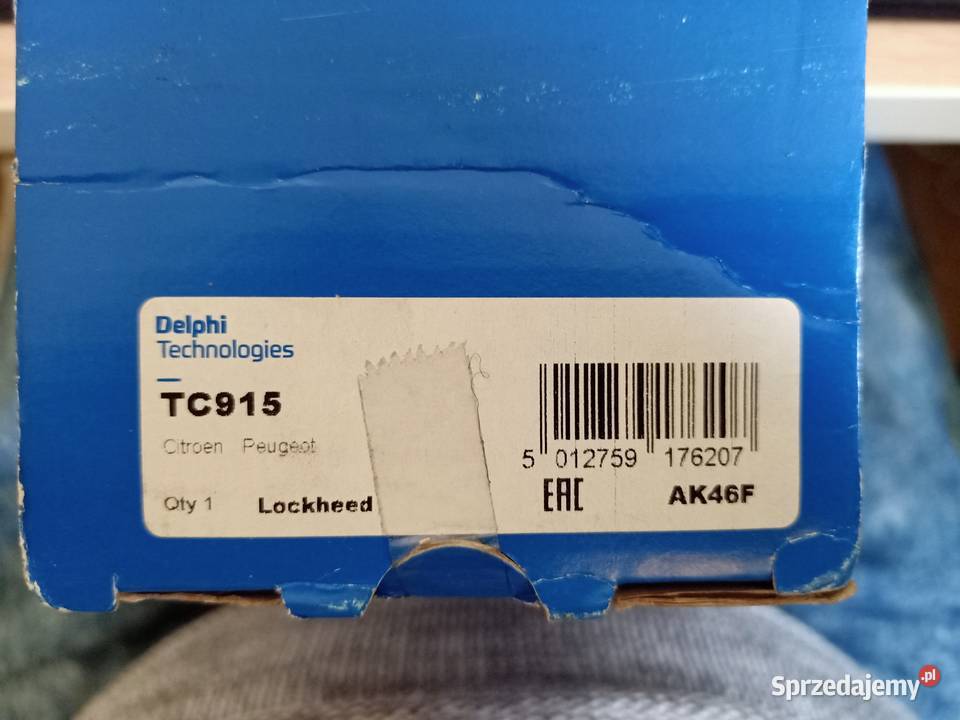 Delphi
Technologies
TC915
Citroen Peugeot
Qty 1 Lockheed
5 012759 176207
EAC AK46F
Sprzedajemy.pl